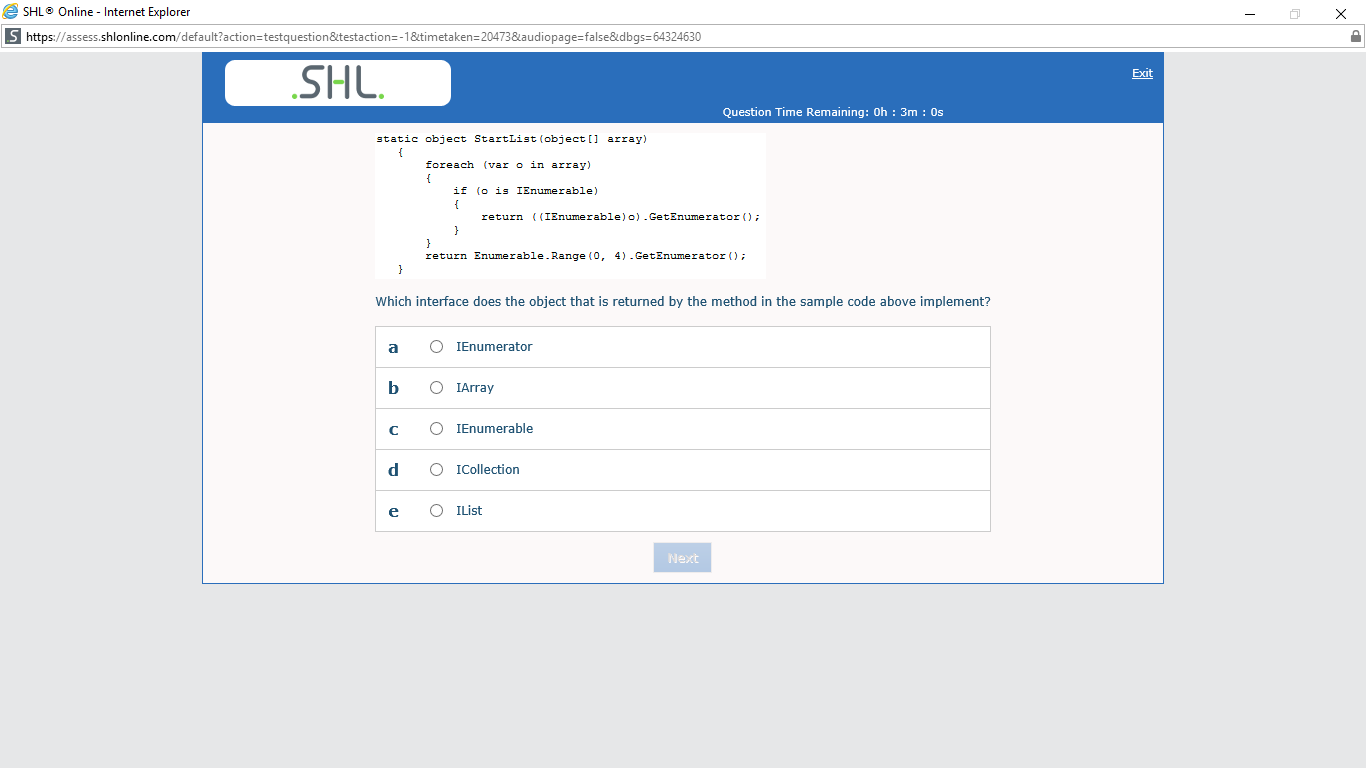 SHL® Online - Internet Explorer
https://assess.shlonline.com/default?action=testquestion&testaction=-1&timetaken=20473&audiopage=false&dbgs=64324630
.SHL.
Exit
Question Time Remaining: 0h : 3m : 0s
static object StartList(object[] array)
{
foreach (var o in array)
{
if (o is IEnumerable)
{
return ((IEnumerable)o).GetEnumerator();
}
}
return Enumerable.Range(0, 4).GetEnumerator();
}
Which interface does the object that is returned by the method in the sample code above implement?
a IEnumerator
b IArray
c IEnumerable
d ICollection
e IList
Next